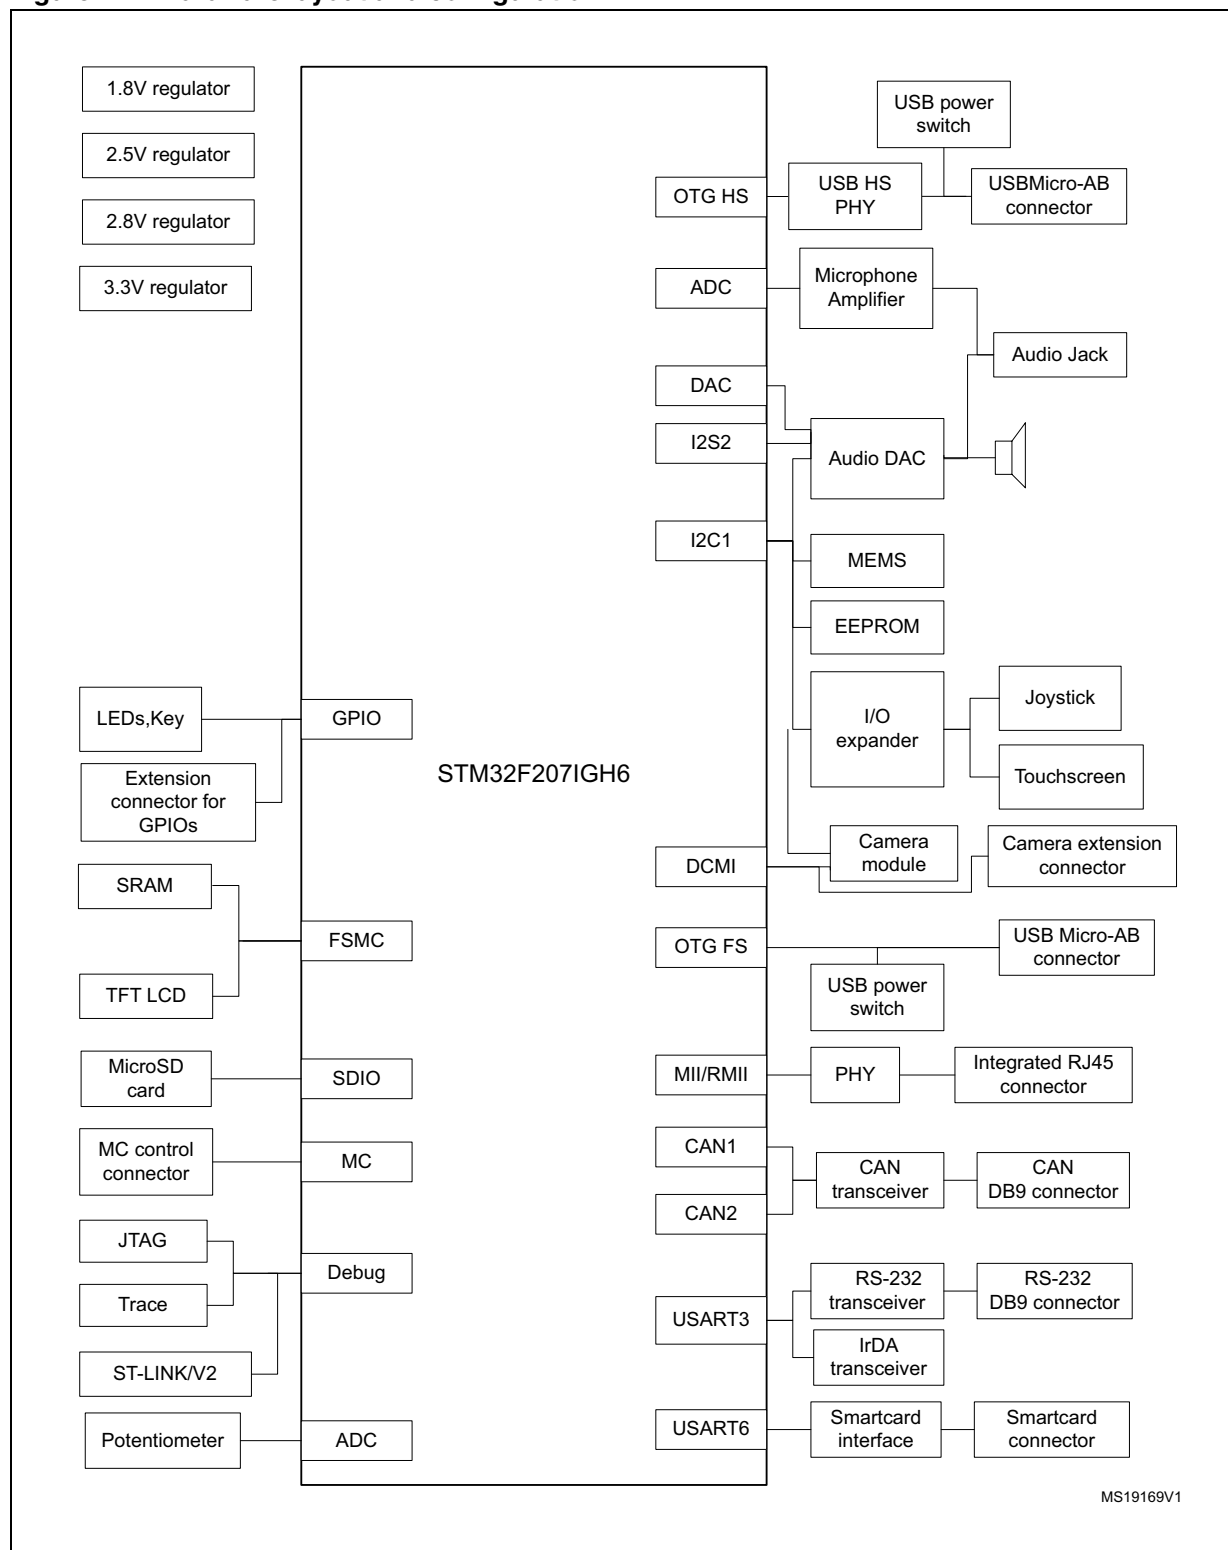 1.8V regulator
2.5V regulator
2.8V regulator
3.3V regulator
USB power
switch
OTG HS
USB HS
PHY
USBMicro-AB
connector
ADC
Microphone
Amplifier
Audio Jack
DAC
I2S2
Audio DAC
I2C1
MEMS
EEPROM
LEDs,Key
GPIO
I/O
expander
Joystick
Touchscreen
Extension
connector for
GPIOs
STM32F207IGH6
SRAM
DCMI
Camera
module
Camera extension
connector
FSMC
OTG FS
USB Micro-AB
connector
TFT LCD
USB power
switch
MicroSD
card
SDIO
MII/RMII
PHY
Integrated RJ45
connector
MC control
connector
MC
CAN1
CAN2
CAN
transceiver
CAN
DB9 connector
JTAG
Trace
Debug
ST-LINK/V2
USART3
RS-232
transceiver
RS-232
DB9 connector
IrDA
transceiver
Potentiometer
ADC
USART6
Smartcard
interface
Smartcard
connector
MS19169V1